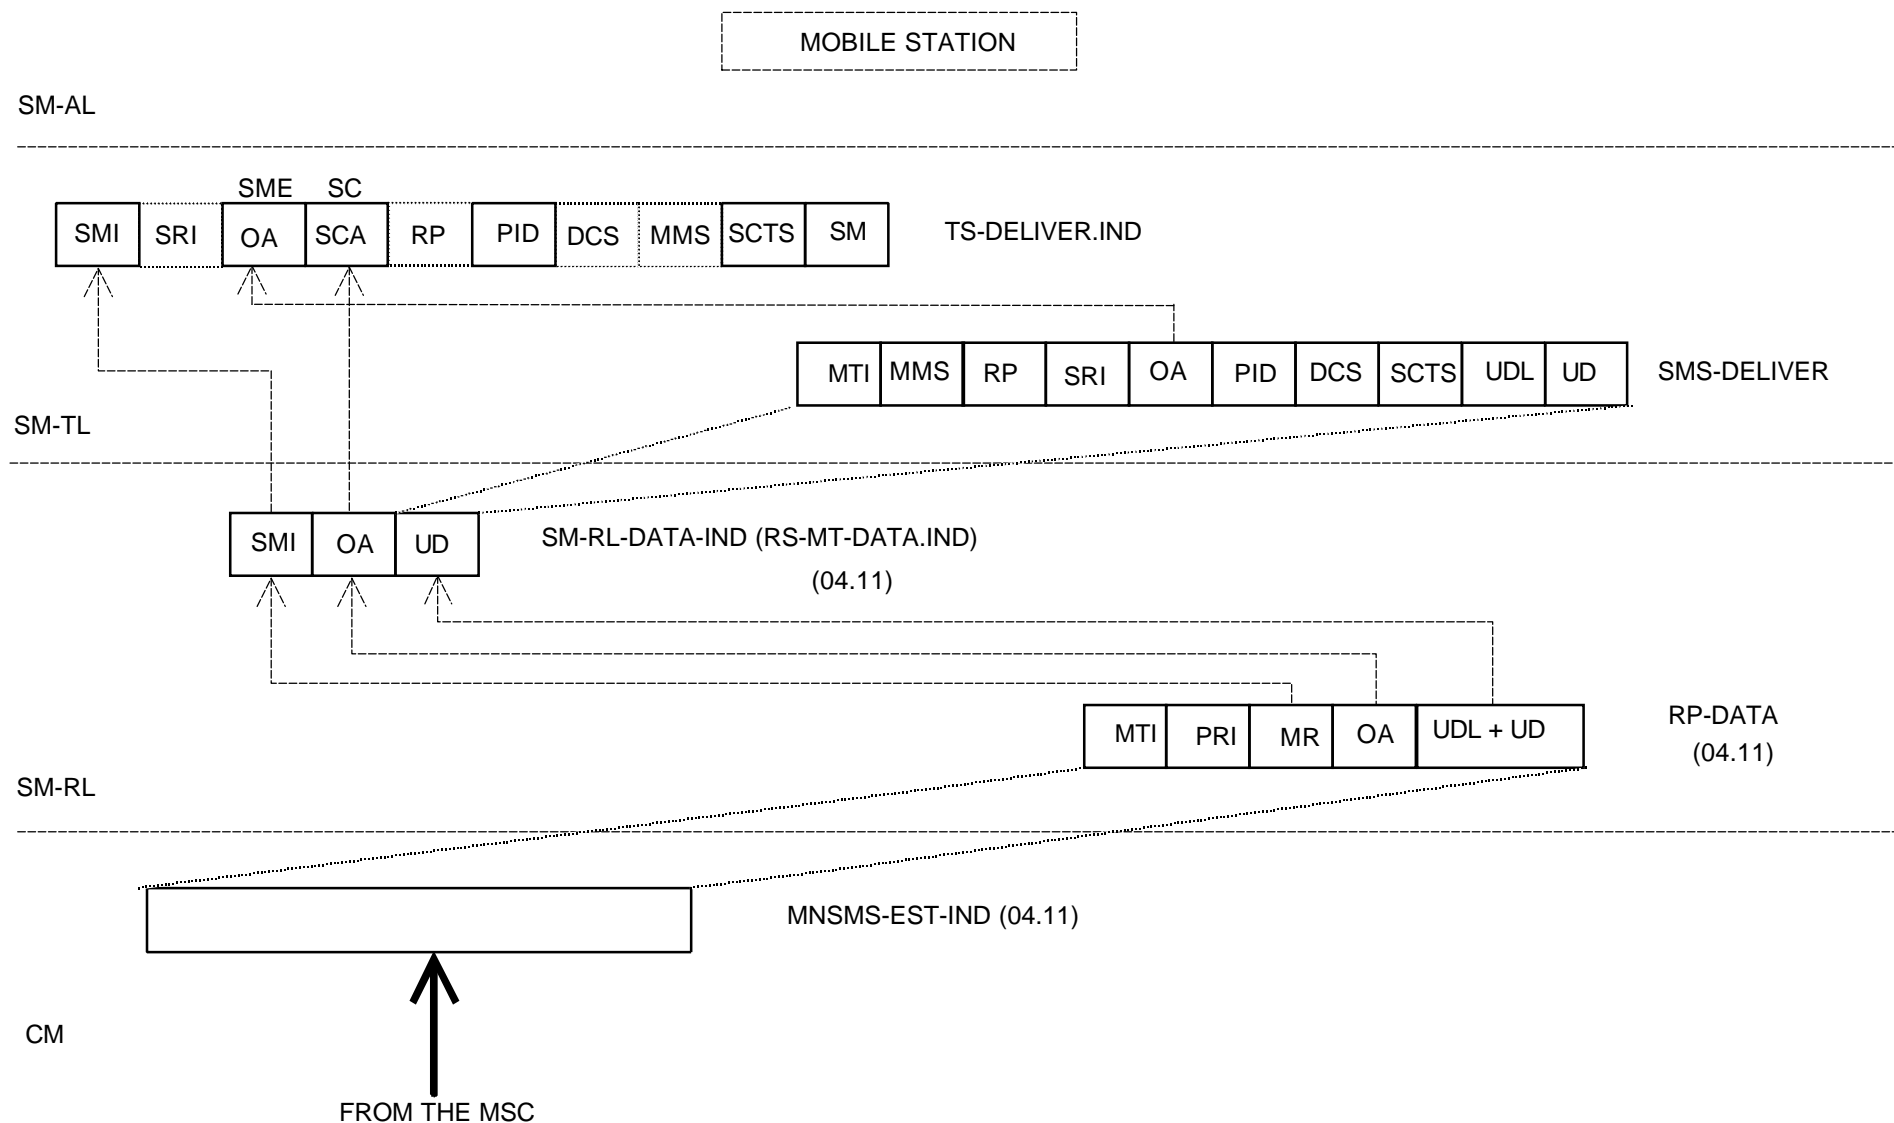 MOBILE STATION
SM-AL
SME SC
SMI SRI OA SCA RP PID DCS MMS SCTS SM TS-DELIVER.IND
MTI MMS RP SRI OA PID DCS SCTS UDL UD SMS-DELIVER
SM-TL
SMI OA UD SM-RL-DATA-IND (RS-MT-DATA.IND)
(04.11)
MTI PRI MR OA UDL + UD RP-DATA
(04.11)
SM-RL
MNSMS-EST-IND (04.11)
CM
FROM THE MSC